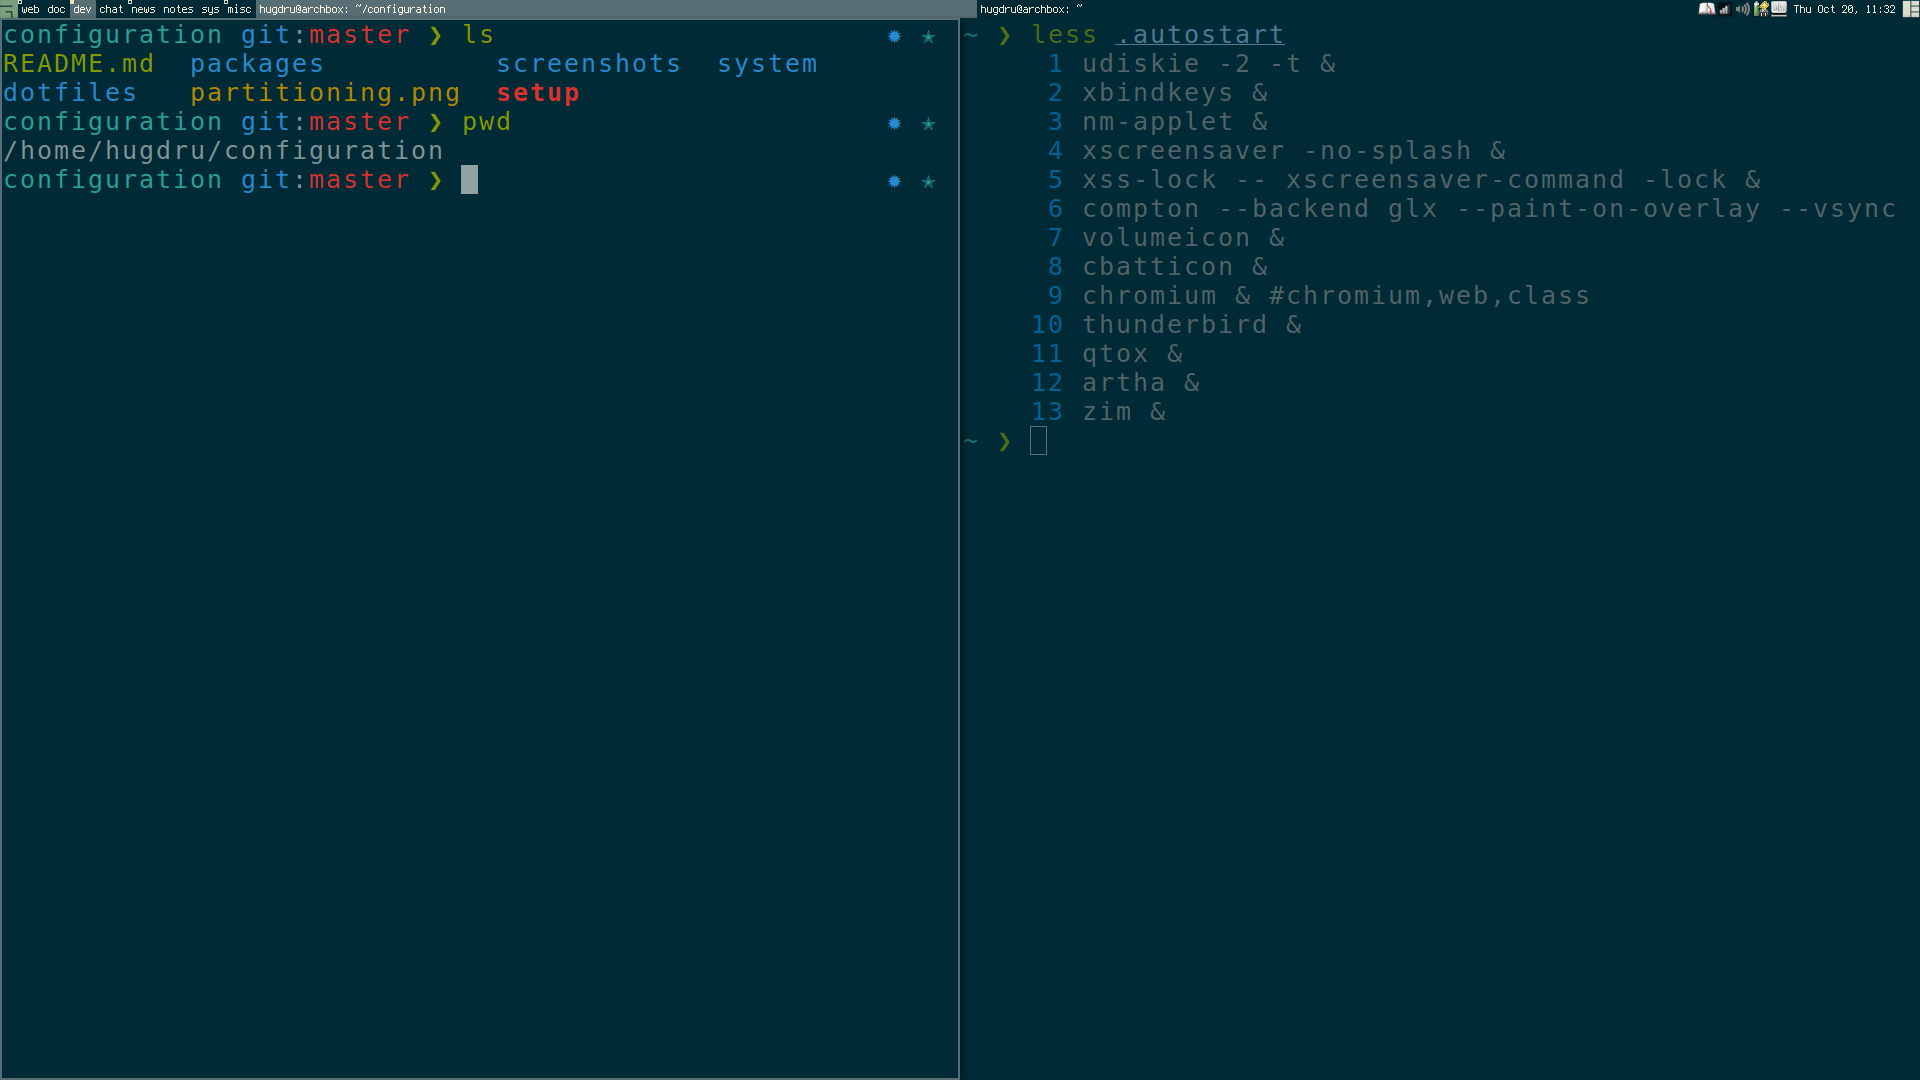 web doc dev chat news notes sys misc hugdru@archbox: ~/configuration
hugdru@archbox: ~
Thu Oct 20, 11:32
configuration git:master ❯ ls
README.md packages screenshots system
dotfiles partitioning.png setup
configuration git:master ❯ pwd
/home/hugdru/configuration
configuration git:master ❯
~ ❯ less .autostart
1 udiskie -2 -t &
2 xbindkeys &
3 nm-applet &
4 xscreensaver -no-splash &
5 xss-lock -- xscreensaver-command -lock &
6 compton --backend glx --paint-on-overlay --vsync
7 volumeicon &
8 cbatticon &
9 chromium & #chromium,web,class
10 thunderbird &
11 qtox &
12 artha &
13 zim &
~ ❯